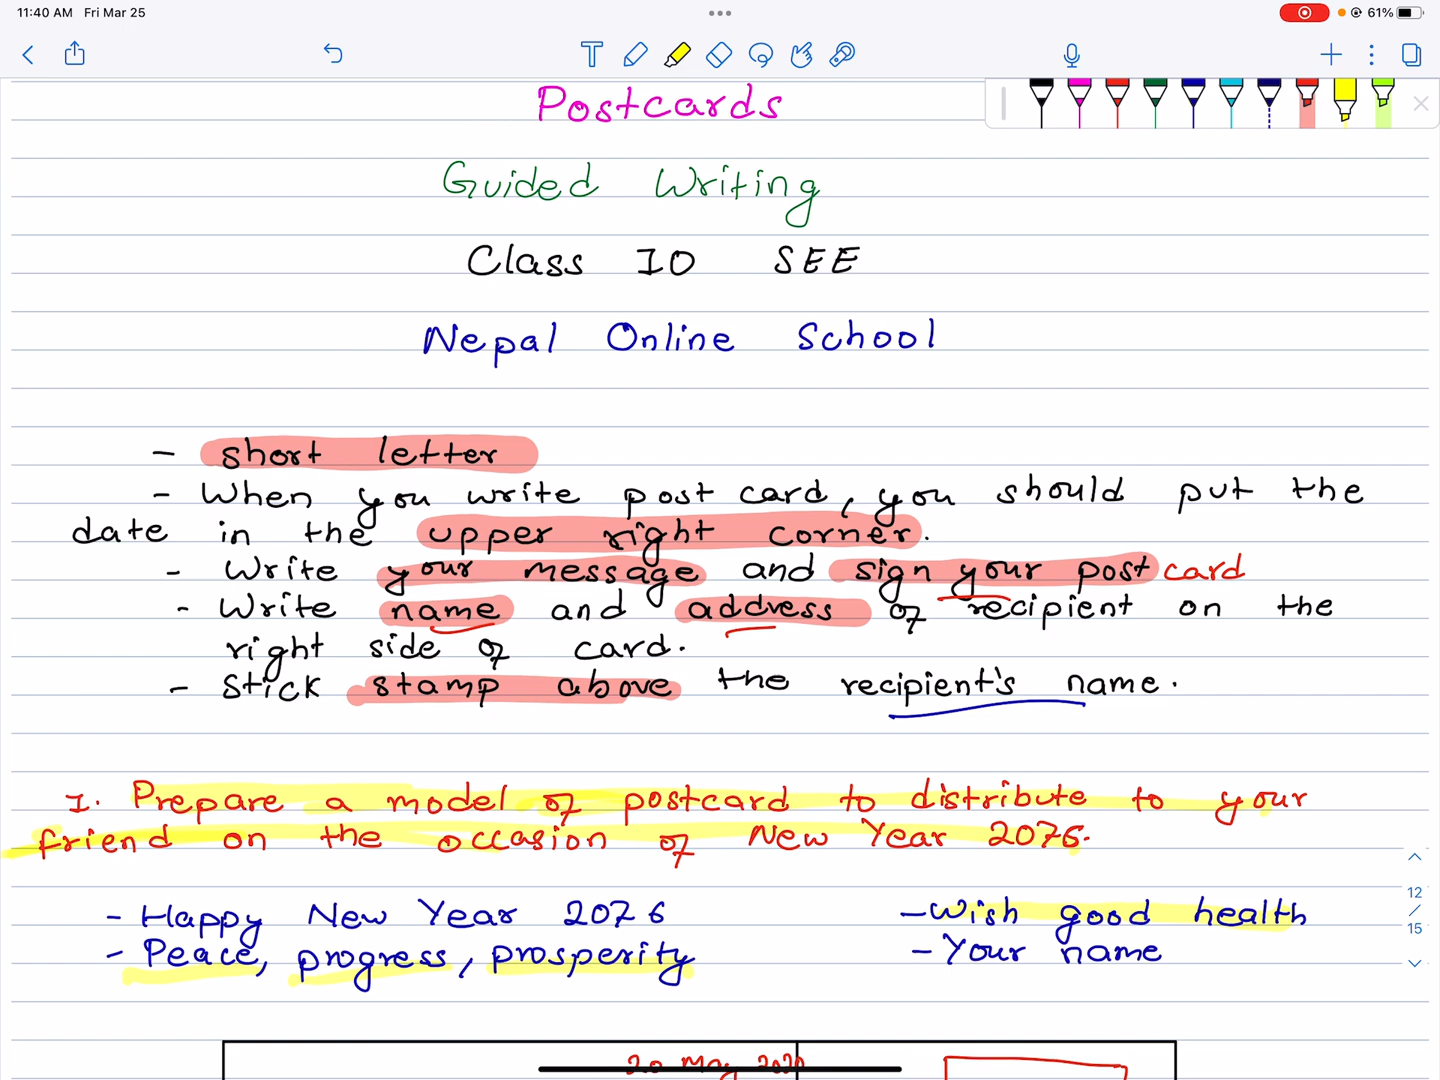 11:40 AM Fri Mar 25
61%
Postcards
Guided Writing
Class 10 SEE
Nepal Online School
- short letter
- When you write post card, you should put the
date in the upper right corner.
- Write your message and sign your post card
- Write name and address of recipient on the
right side of card.
- Stick stamp above the recipient's name.
1. Prepare a model of postcard to distribute to your
friend on the occasion of New Year 2076.
- Happy New Year 2076
- Wish good health
- Peace, progress, prosperity
- Your name
12
/
15
20 May 2020